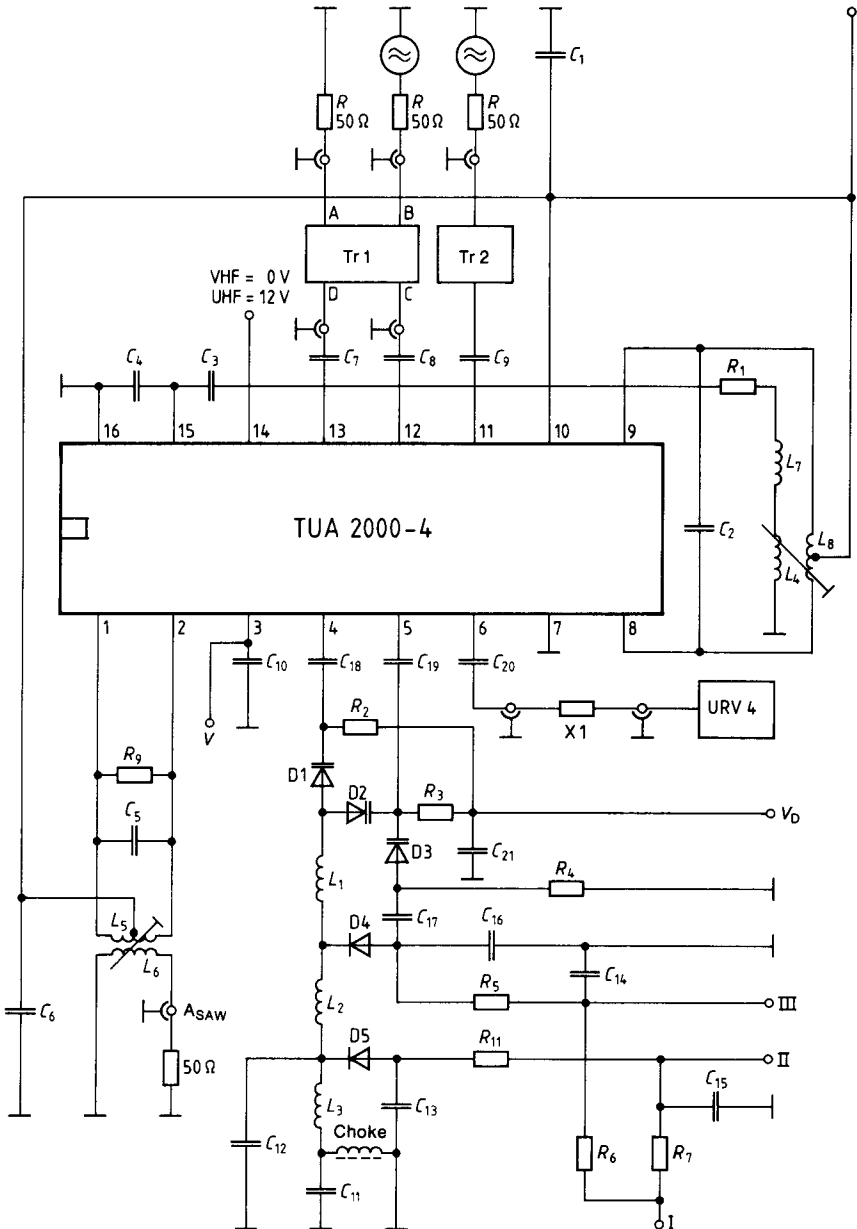 C1
R R R
50 Ω 50 Ω 50 Ω
A B
Tr 1 Tr 2
VHF = 0 V
UHF = 12 V
D C
C4 C3 C7 C8 C9 R1
16 15 14 13 12 11 10 9
L7
TUA 2000-4 C2 L8
L4
1 2 3 4 5 6 7 8
C10 C18 C19 C20
V R2 X1 URV 4
R9 D1 D2 R3 VD
C5 D3 C21
L1 R4
C17 C16
L5 D4
L6 C14
C6 ASAW L2 R5 III
50 Ω D5 R11 II
L3 C13 C15
Choke
C12 R6 R7
C11
I